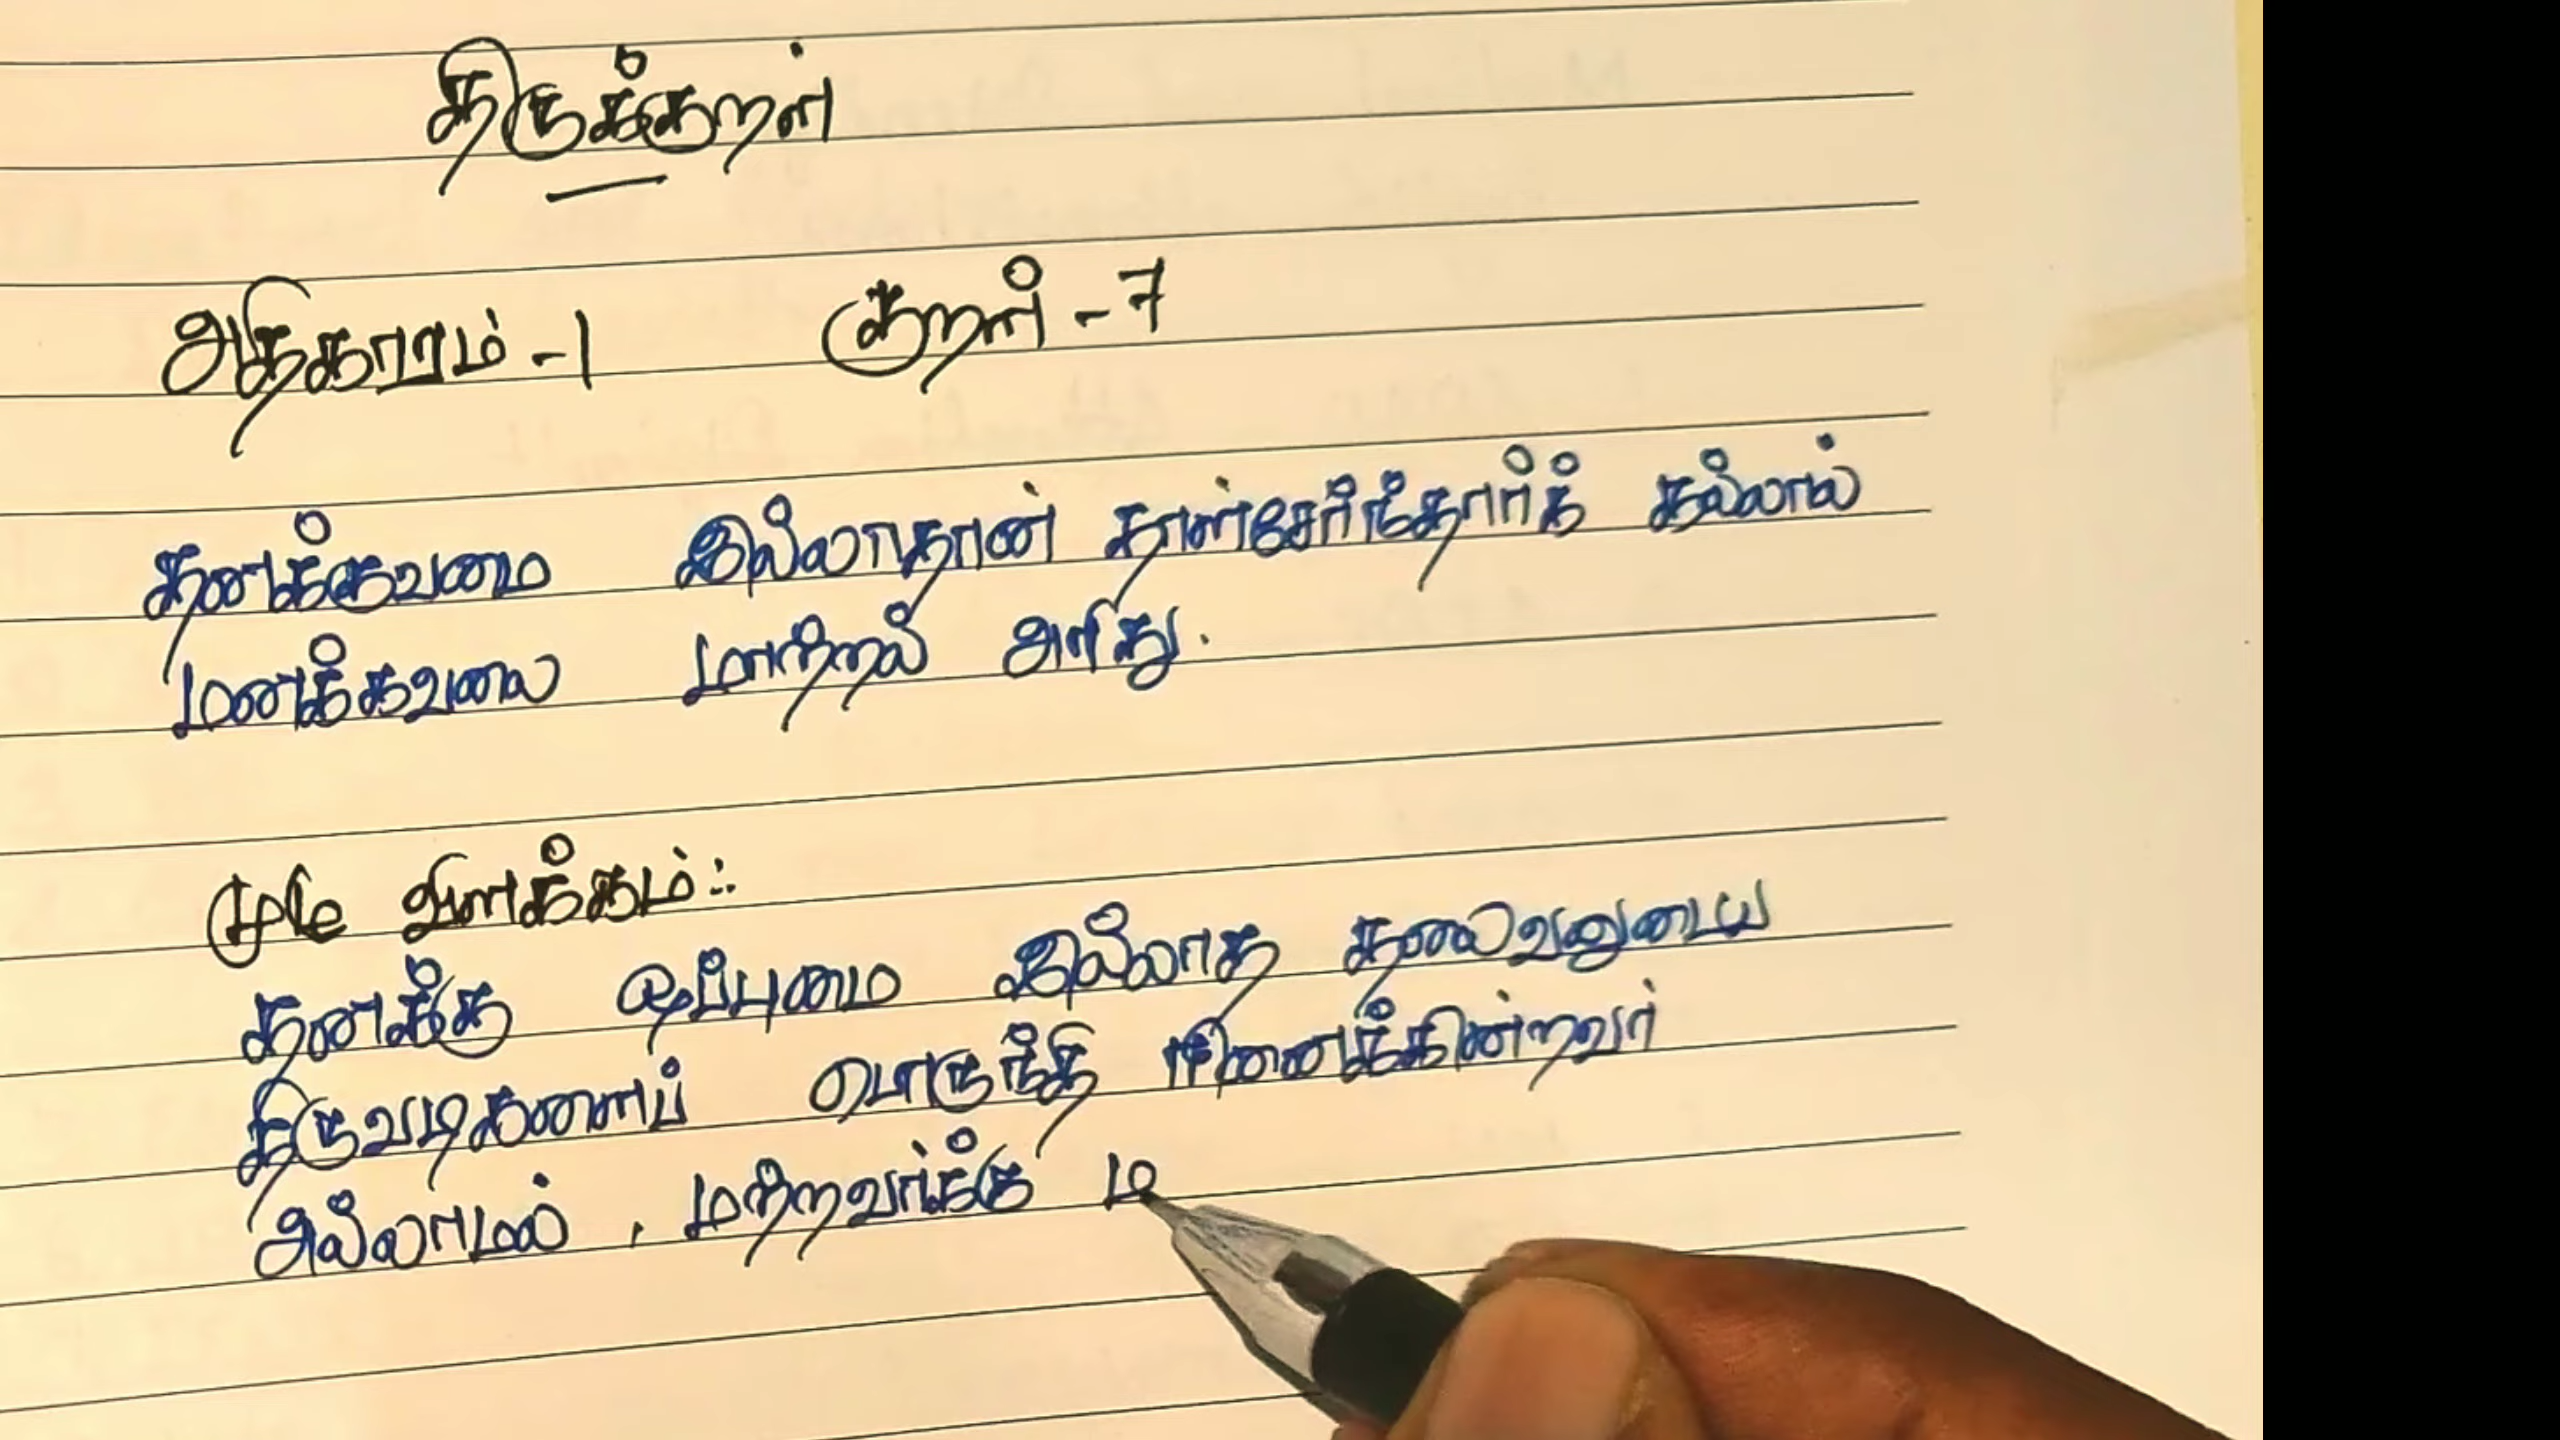 திருக்குறள்
அதிகாரம் -1 குறள் - 7
தனக்குவமை இல்லாதான் தாள்சேர்ந்தார்க் கல்லால்
மனக்கவலை மாற்றல் அரிது.
மு.வ விளக்கம்:
தனக்கு ஒப்புமை இல்லாத தலைவனுடைய
திருவடிகளைப் பொருந்தி நினைக்கின்றவர்
அல்லாமல், மற்றவர்க்கு ம